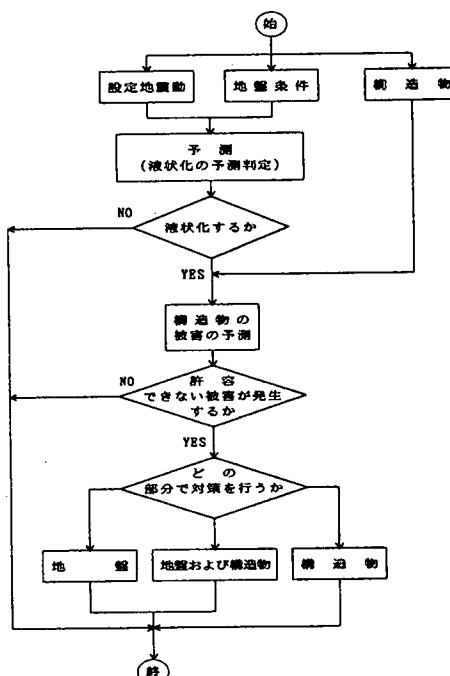 始
設定地震動
地盤条件
構造物
予測
(液状化の予測判定)
NO
液状化するか
YES
構造物の
被害の予測
NO
許容
できない被害が発生
するか
YES
どの
部分で対策を行うか
地盤
地盤および構造物
構造物
終